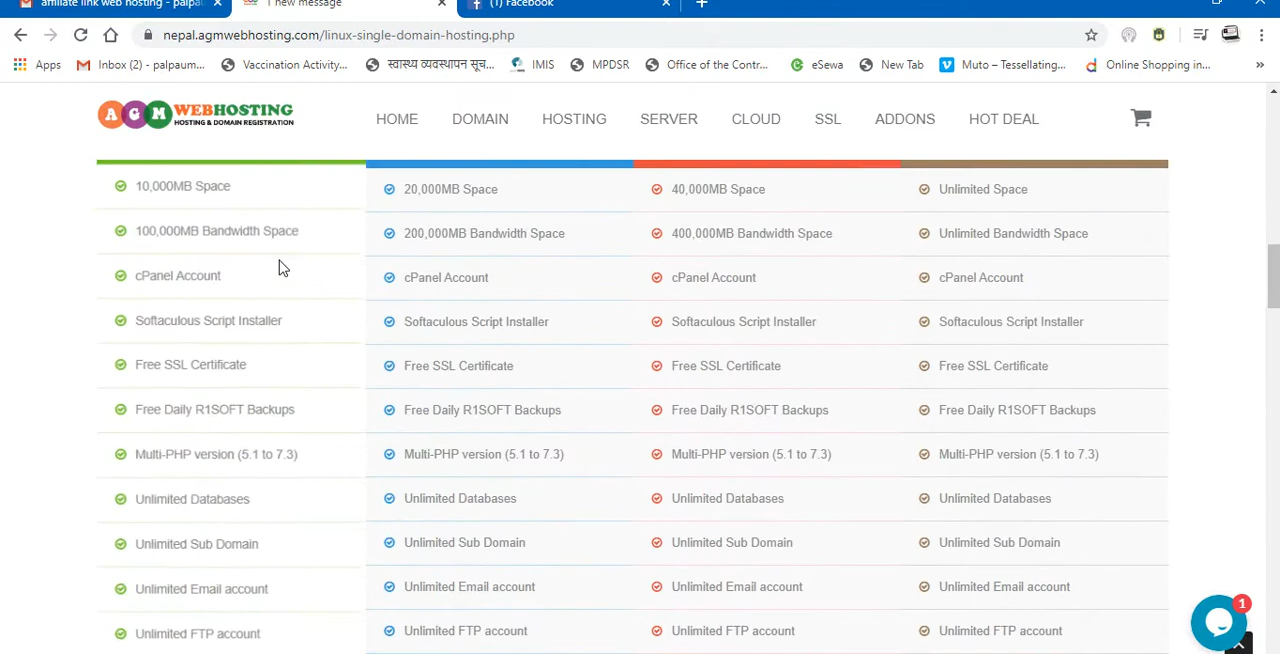 affiliate link web hosting - palpau
1 new message
(1) Facebook
nepal.agmwebhosting.com/linux-single-domain-hosting.php
Apps
Inbox (2) - palpaum...
Vaccination Activity...
स्वास्थ्य व्यवस्थापन सूच...
IMIS
MPDSR
Office of the Contr...
eSewa
New Tab
Muto – Tessellating...
Online Shopping in...
»
AGM WEBHOSTING
HOSTING & DOMAIN REGISTRATION
HOME DOMAIN HOSTING SERVER CLOUD SSL ADDONS HOT DEAL
10,000MB Space 20,000MB Space 40,000MB Space Unlimited Space
100,000MB Bandwidth Space 200,000MB Bandwidth Space 400,000MB Bandwidth Space Unlimited Bandwidth Space
cPanel Account cPanel Account cPanel Account cPanel Account
Softaculous Script Installer Softaculous Script Installer Softaculous Script Installer Softaculous Script Installer
Free SSL Certificate Free SSL Certificate Free SSL Certificate Free SSL Certificate
Free Daily R1SOFT Backups Free Daily R1SOFT Backups Free Daily R1SOFT Backups Free Daily R1SOFT Backups
Multi-PHP version (5.1 to 7.3) Multi-PHP version (5.1 to 7.3) Multi-PHP version (5.1 to 7.3) Multi-PHP version (5.1 to 7.3)
Unlimited Databases Unlimited Databases Unlimited Databases Unlimited Databases
Unlimited Sub Domain Unlimited Sub Domain Unlimited Sub Domain Unlimited Sub Domain
Unlimited Email account Unlimited Email account Unlimited Email account Unlimited Email account
Unlimited FTP account Unlimited FTP account Unlimited FTP account Unlimited FTP account
1